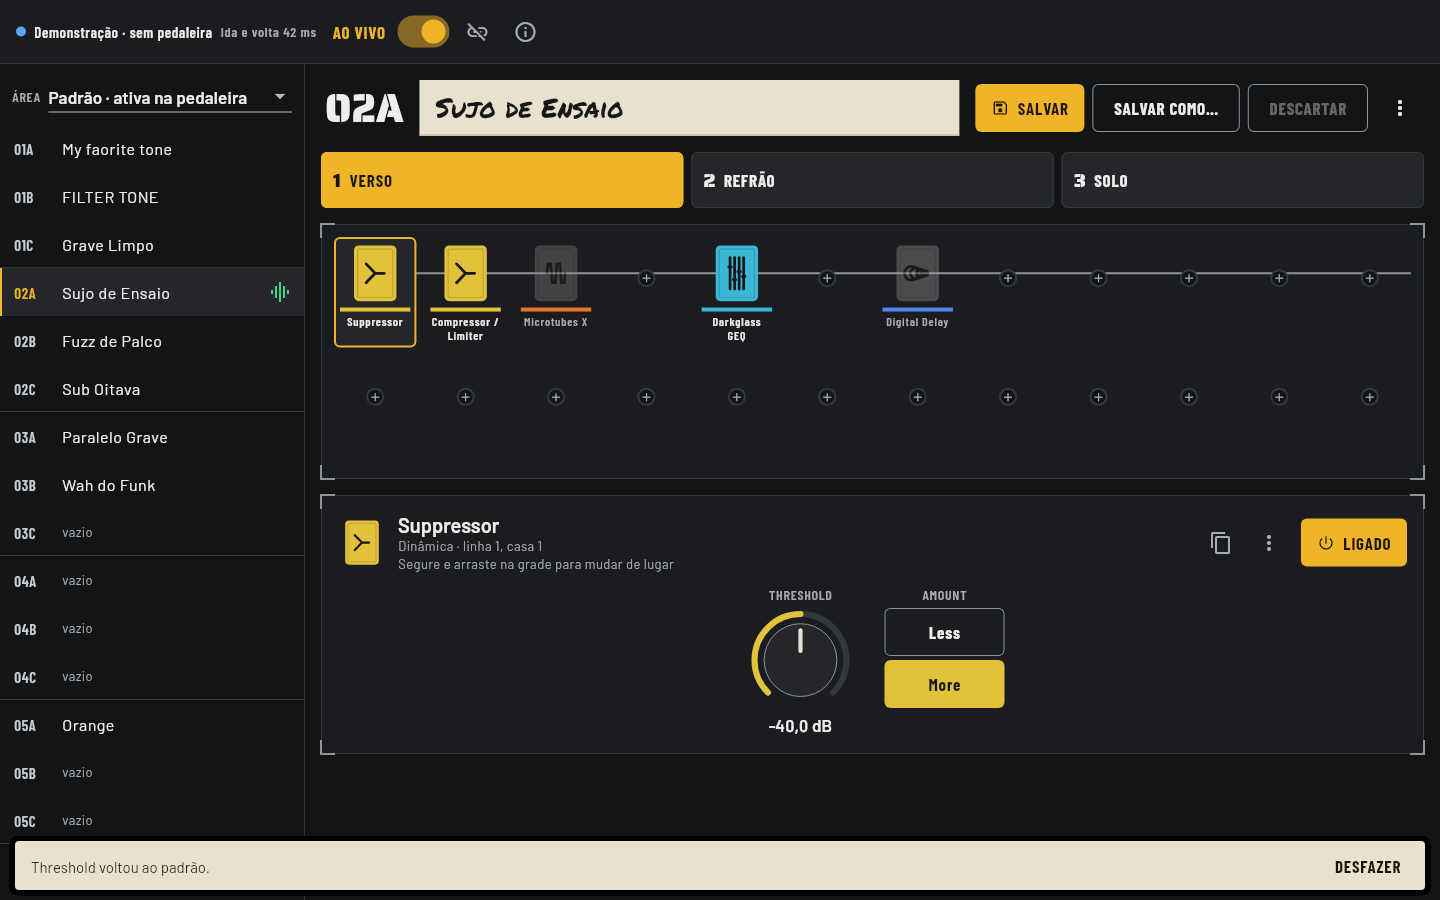 Demonstração · sem pedaleira Ida e volta 42 ms AO VIVO
ÁREA Padrão · ativa na pedaleira
01A My faorite tone
01B FILTER TONE
01C Grave Limpo
02A Sujo de Ensaio
02B Fuzz de Palco
02C Sub Oitava
03A Paralelo Grave
03B Wah do Funk
03C vazio
04A vazio
04B vazio
04C vazio
05A Orange
05B vazio
05C vazio
02A Sujo de Ensaio SALVAR SALVAR COMO... DESCARTAR
1 VERSO
2 REFRÃO
3 SOLO
Suppressor
Compressor /
Limiter
Microtubes X
Darkglass
GEQ
Digital Delay
Suppressor
Dinâmica · linha 1, casa 1
Segure e arraste na grade para mudar de lugar
LIGADO
THRESHOLD
-40,0 dB
AMOUNT
Less
More
Threshold voltou ao padrão. DESFAZER